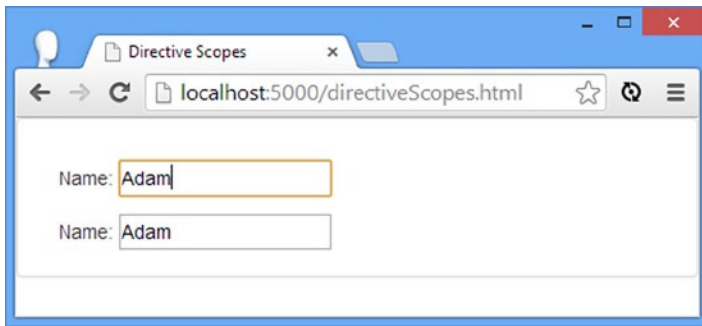 Directive Scopes
localhost:5000/directiveScopes.html
Name: Adam
Name: Adam